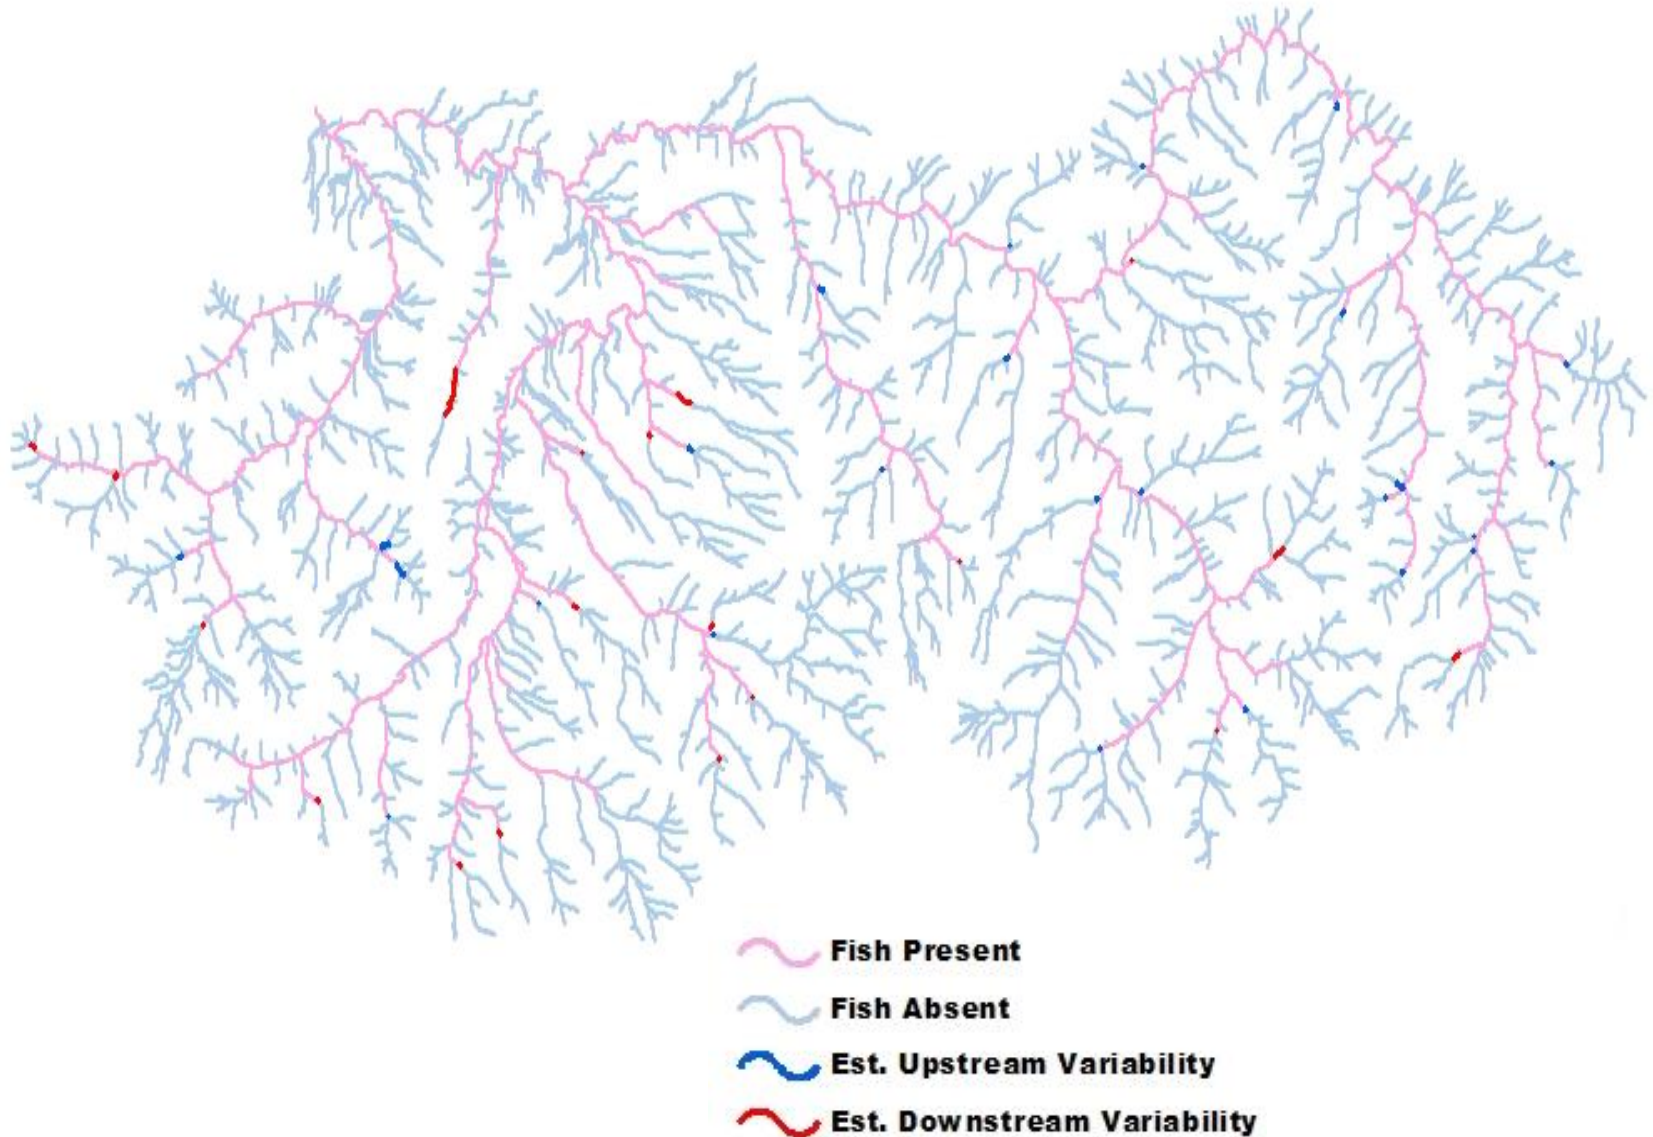 Fish Present
Fish Absent
Est. Upstream Variability
Est. Downstream Variability